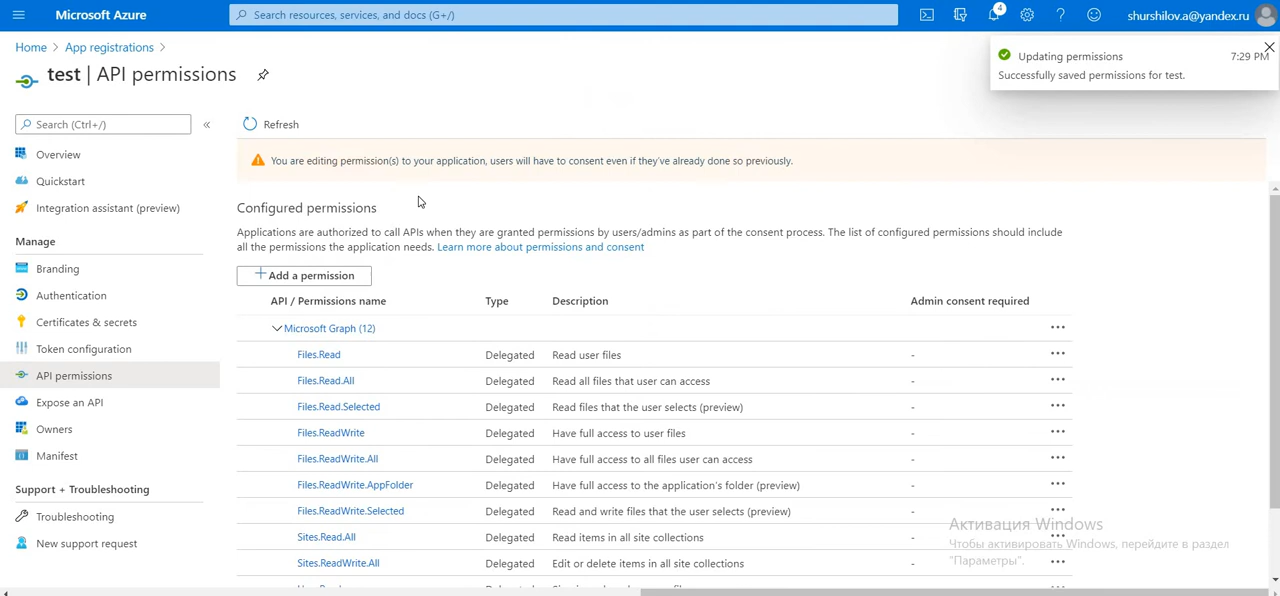 Microsoft Azure
Search resources, services, and docs (G+/)
4
shurshilov.a@yandex.ru
Home > App registrations >
test | API permissions
Updating permissions 7:29 PM
Successfully saved permissions for test.
Search (Ctrl+/)
«
Refresh
Overview
Quickstart
Integration assistant (preview)
Manage
Branding
Authentication
Certificates & secrets
Token configuration
API permissions
Expose an API
Owners
Manifest
Support + Troubleshooting
Troubleshooting
New support request
You are editing permission(s) to your application, users will have to consent even if they've already done so previously.
Configured permissions
Applications are authorized to call APIs when they are granted permissions by users/admins as part of the consent process. The list of configured permissions should include
all the permissions the application needs. Learn more about permissions and consent
+ Add a permission
API / Permissions name Type Description Admin consent required
Microsoft Graph (12) ...
Files.Read Delegated Read user files - ...
Files.Read.All Delegated Read all files that user can access - ...
Files.Read.Selected Delegated Read files that the user selects (preview) - ...
Files.ReadWrite Delegated Have full access to user files - ...
Files.ReadWrite.All Delegated Have full access to all files user can access - ...
Files.ReadWrite.AppFolder Delegated Have full access to the application's folder (preview) - ...
Files.ReadWrite.Selected Delegated Read and write files that the user selects (preview) - ...
Sites.Read.All Delegated Read items in all site collections - ...
Sites.ReadWrite.All Delegated Edit or delete items in all site collections - ...
Активация Windows
Чтобы активировать Windows, перейдите в раздел
"Параметры".